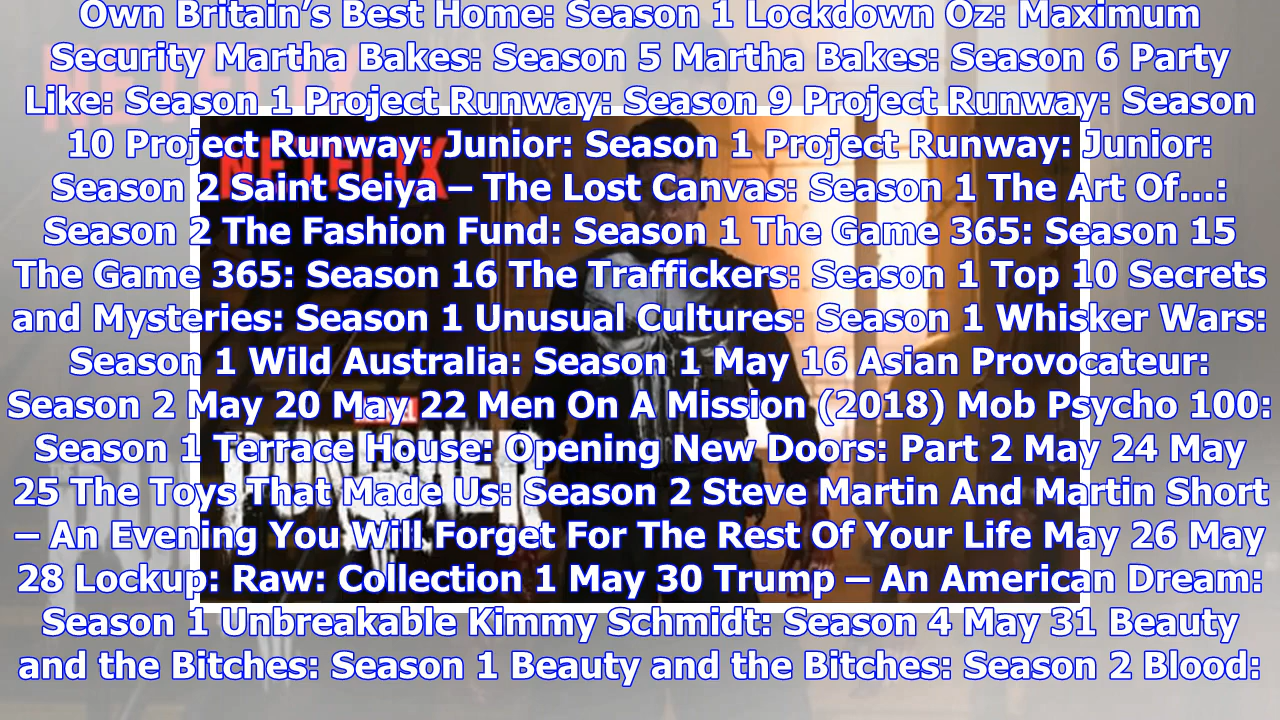 Own Britain’s Best Home: Season 1 Lockdown Oz: Maximum
Security Martha Bakes: Season 5 Martha Bakes: Season 6 Party
Like: Season 1 Project Runway: Season 9 Project Runway: Season
10 Project Runway: Junior: Season 1 Project Runway: Junior:
Season 2 Saint Seiya – The Lost Canvas: Season 1 The Art Of…:
Season 2 The Fashion Fund: Season 1 The Game 365: Season 15
The Game 365: Season 16 The Traffickers: Season 1 Top 10 Secrets
and Mysteries: Season 1 Unusual Cultures: Season 1 Whisker Wars:
Season 1 Wild Australia: Season 1 May 16 Asian Provocateur:
Season 2 May 20 May 22 Men On A Mission (2018) Mob Psycho 100:
Season 1 Terrace House: Opening New Doors: Part 2 May 24 May
25 The Toys That Made Us: Season 2 Steve Martin And Martin Short
– An Evening You Will Forget For The Rest Of Your Life May 26 May
28 Lockup: Raw: Collection 1 May 30 Trump – An American Dream:
Season 1 Unbreakable Kimmy Schmidt: Season 4 May 31 Beauty
and the Bitches: Season 1 Beauty and the Bitches: Season 2 Blood:
NETFLIX
PUNISHER